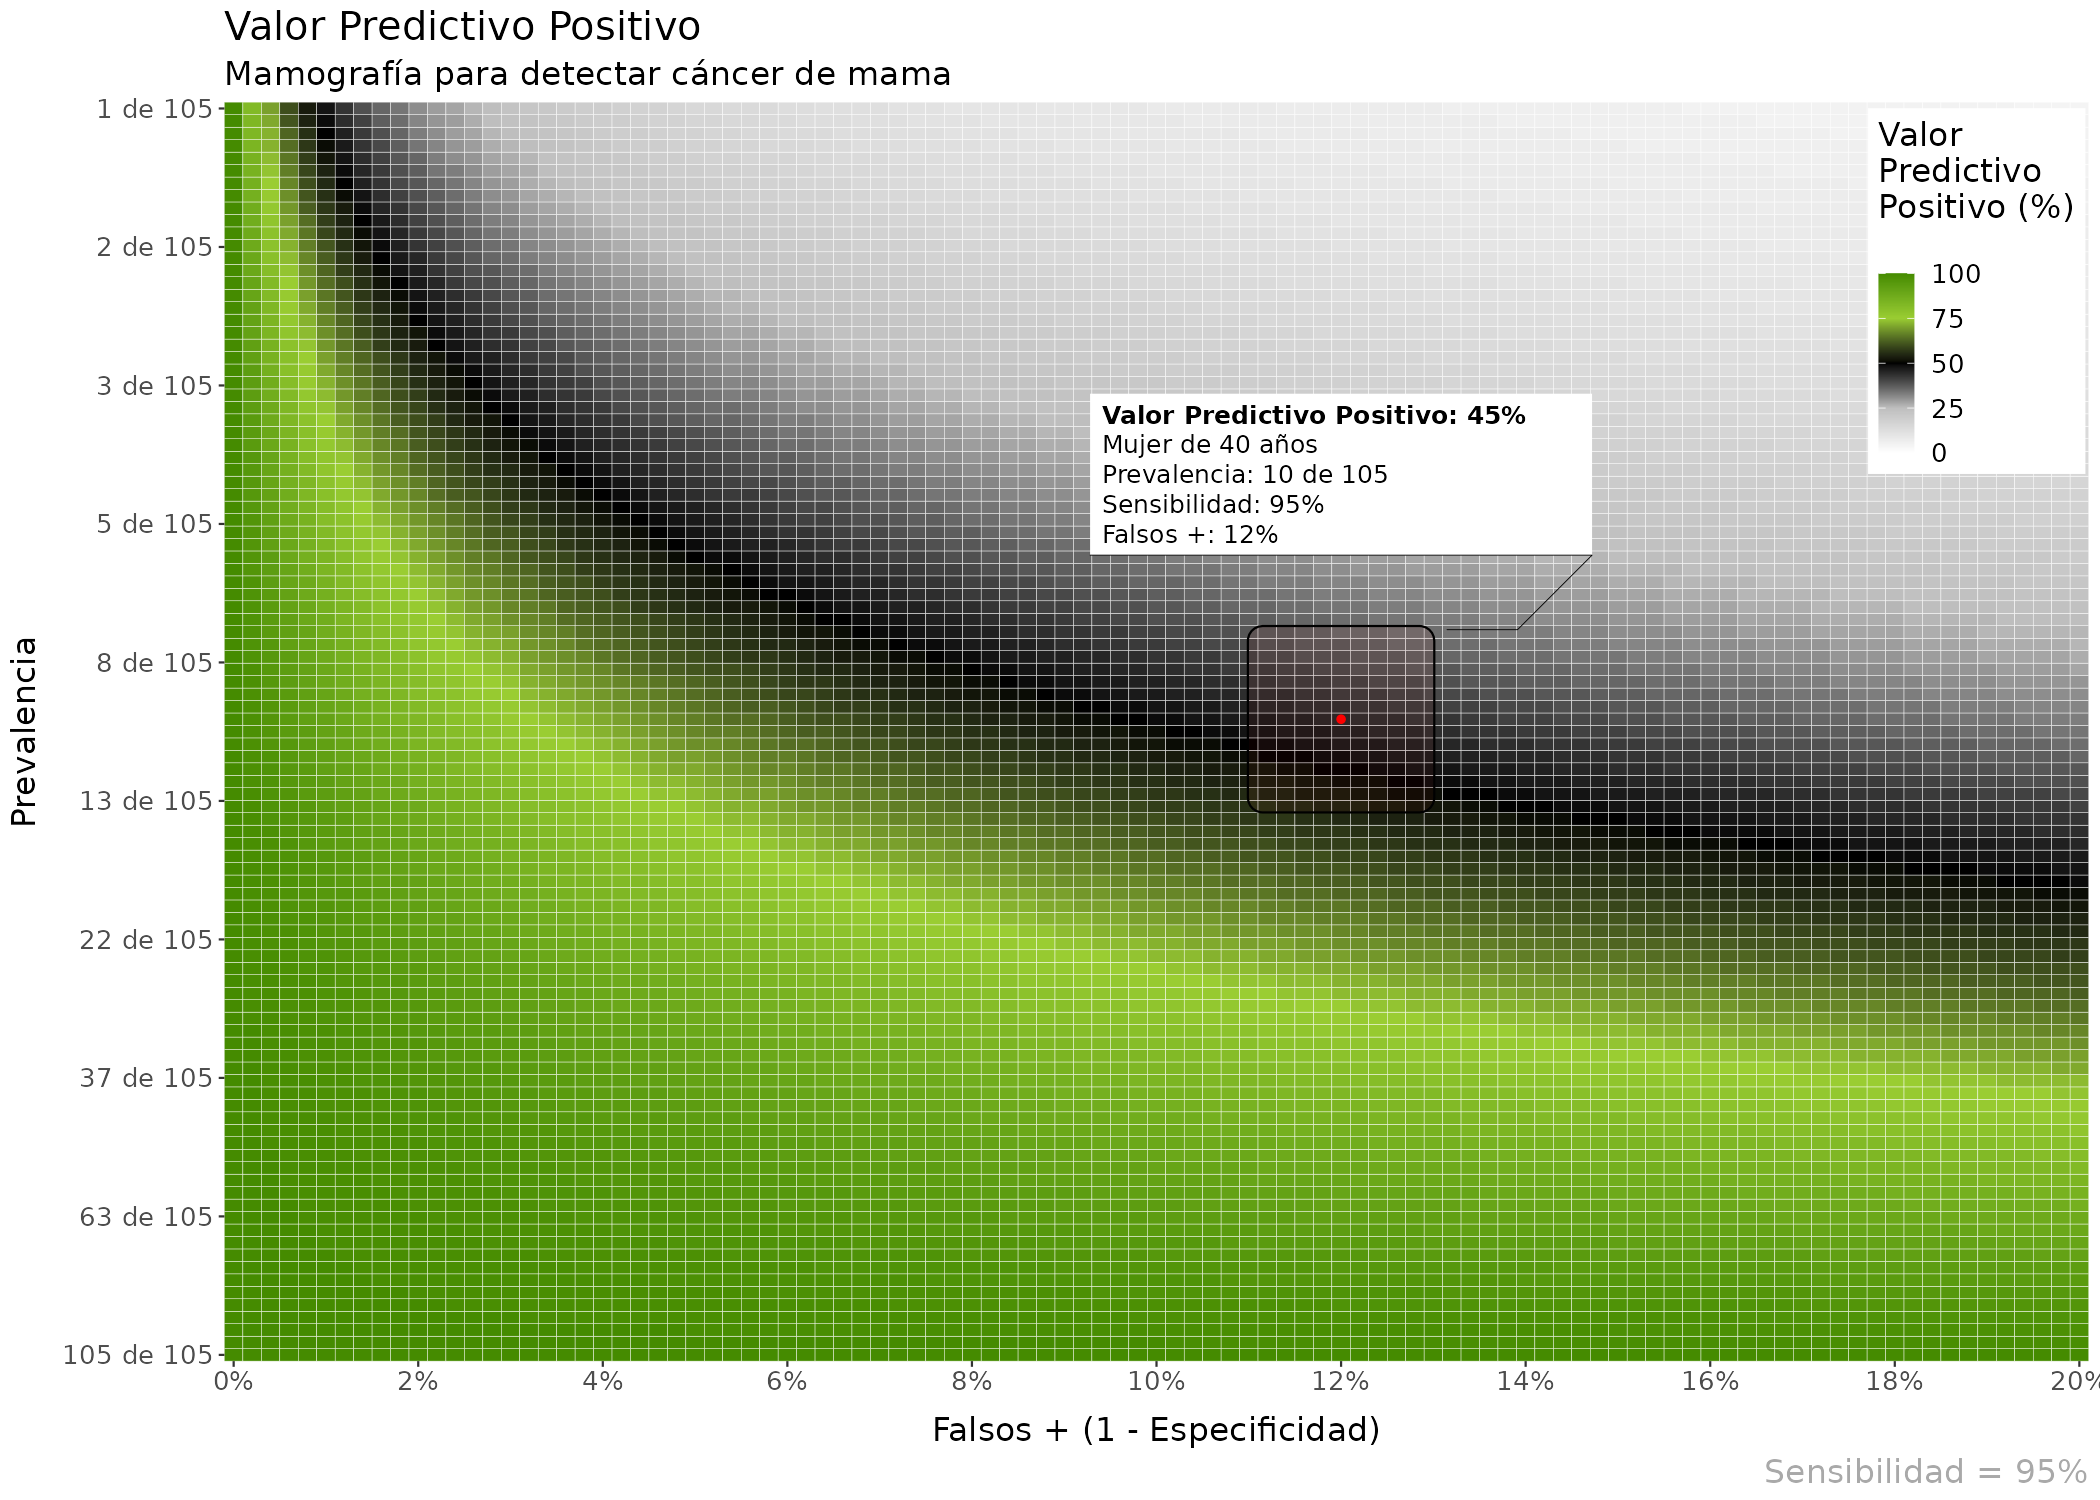 Valor Predictivo Positivo
Mamografía para detectar cáncer de mama
Prevalencia
1 de 105
2 de 105
3 de 105
5 de 105
8 de 105
13 de 105
22 de 105
37 de 105
63 de 105
105 de 105
Valor
Predictivo
Positivo (%)
100
75
50
25
0
Valor Predictivo Positivo: 45%
Mujer de 40 años
Prevalencia: 10 de 105
Sensibilidad: 95%
Falsos +: 12%
0% 2% 4% 6% 8% 10% 12% 14% 16% 18% 20%
Falsos + (1 - Especificidad)
Sensibilidad = 95%